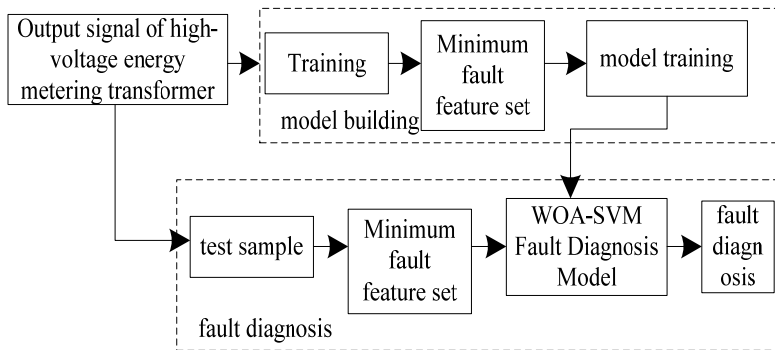 Output signal of high-
voltage energy
metering transformer
Training
Minimum
fault
feature set
model training
model building
test sample
Minimum
fault
feature set
WOA-SVM
Fault Diagnosis
Model
fault
diagn
osis
fault diagnosis